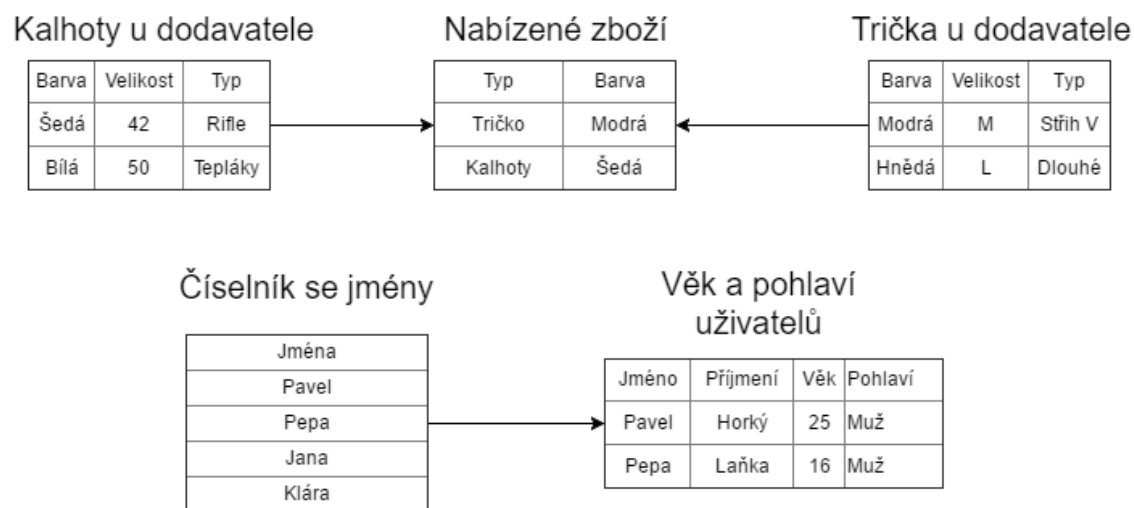 Kalhoty u dodavatele
Barva Velikost Typ
Šedá 42 Rifle
Bílá 50 Tepláky
Nabízené zboží
Typ Barva
Tričko Modrá
Kalhoty Šedá
Trička u dodavatele
Barva Velikost Typ
Modrá M Střih V
Hnědá L Dlouhé
Číselník se jmény
Jména
Pavel
Pepa
Jana
Klára
Věk a pohlaví
uživatelů
Jméno Příjmení Věk Pohlaví
Pavel Horký 25 Muž
Pepa Laňka 16 Muž